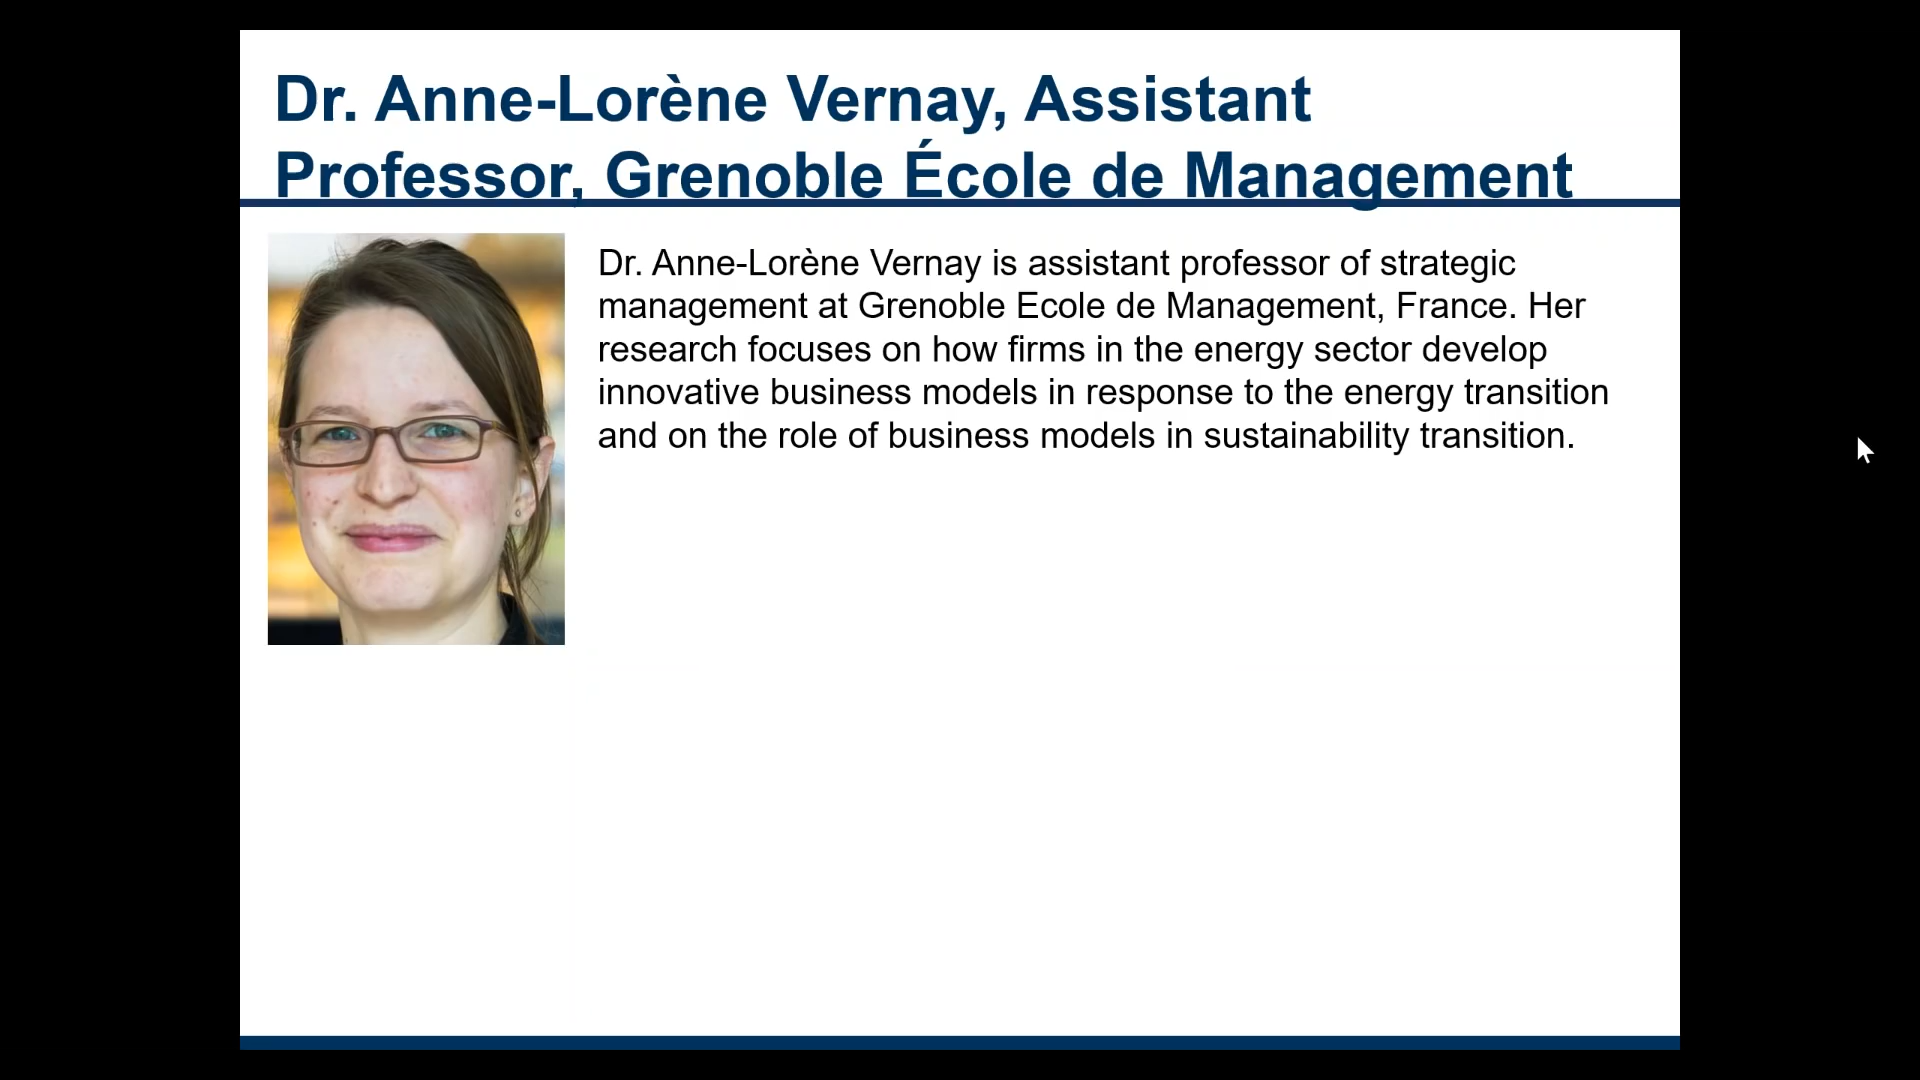 Dr. Anne-Lorène Vernay, Assistant
Professor, Grenoble École de Management
Dr. Anne-Lorène Vernay is assistant professor of strategic
management at Grenoble Ecole de Management, France. Her
research focuses on how firms in the energy sector develop
innovative business models in response to the energy transition
and on the role of business models in sustainability transition.